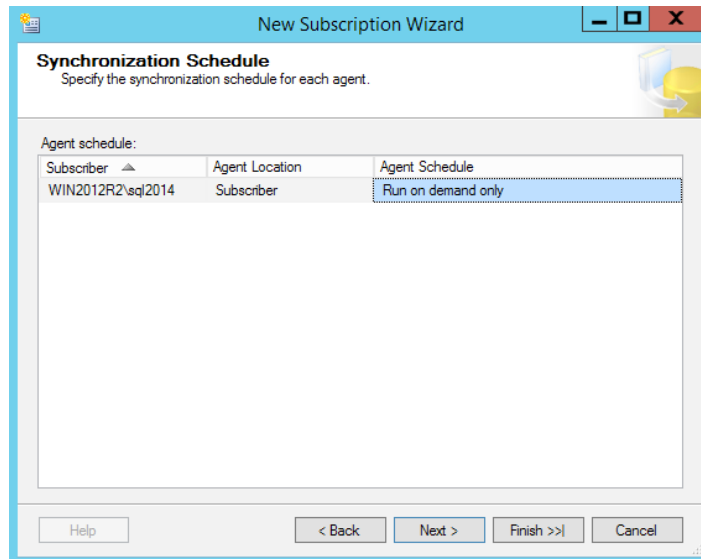 New Subscription Wizard
Synchronization Schedule
Specify the synchronization schedule for each agent.
Agent schedule:
Subscriber Agent Location Agent Schedule
WIN2012R2\sql2014 Subscriber Run on demand only
Help < Back Next > Finish >>| Cancel